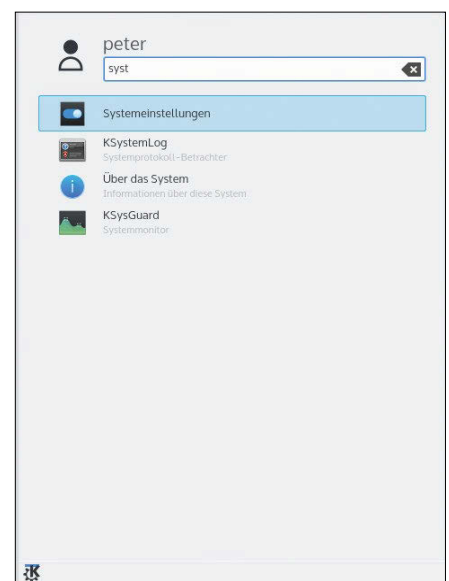 peter
syst
Systemeinstellungen
KSystemLog
Systemprotokoll-Betrachter
Über das System
Informationen über diese System
KSysGuard
Systemmonitor